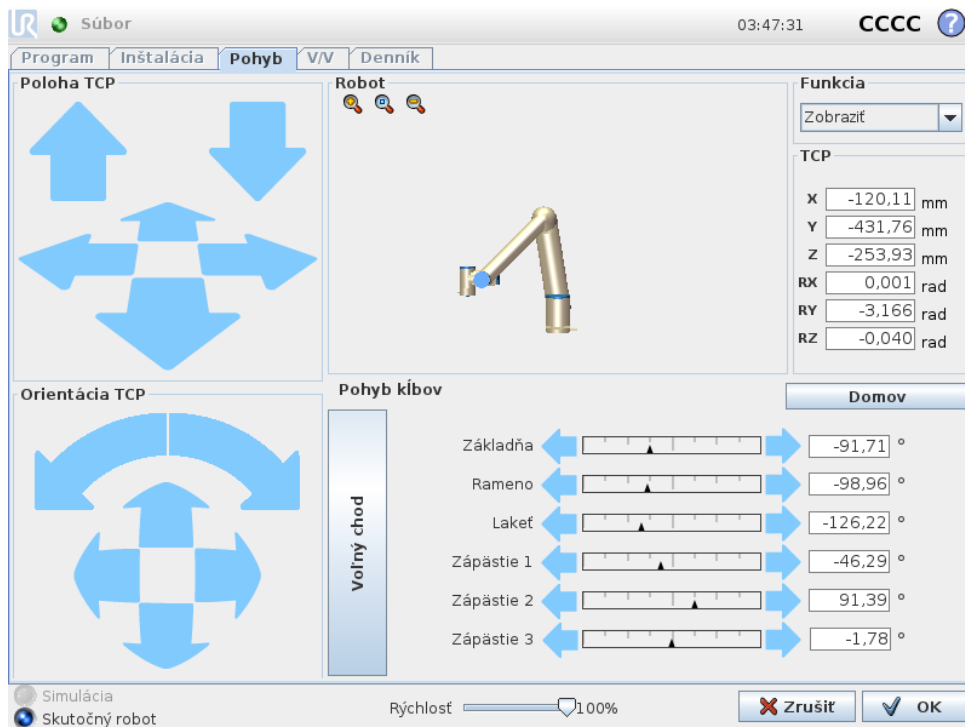 UR Súbor 03:47:31 CCCC ?
Program Inštalácia Pohyb V/V Denník
Poloha TCP
Robot
Funkcia
Zobraziť
TCP
X -120,11 mm
Y -431,76 mm
Z -253,93 mm
RX 0,001 rad
RY -3,166 rad
RZ -0,040 rad
Orientácia TCP
Pohyb kĺbov
Domov
Voľný chod
Základňa -91,71 °
Rameno -98,96 °
Lakeť -126,22 °
Zápästie 1 -46,29 °
Zápästie 2 91,39 °
Zápästie 3 -1,78 °
Simulácia
Skutočný robot
Rýchlosť 100%
Zrušiť
OK